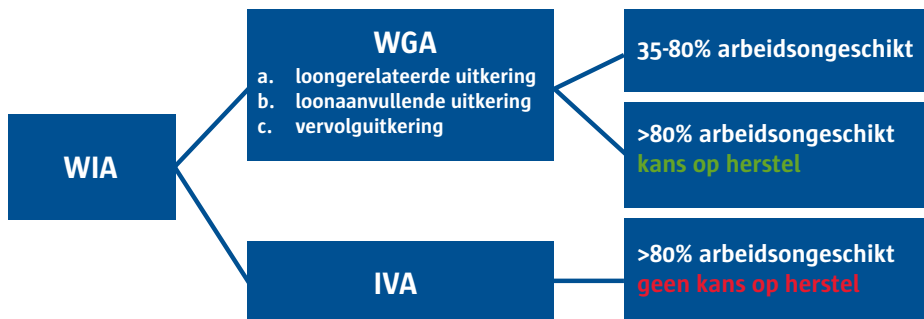 WIA
WGA
a. loongerelateerde uitkering
b. loonaanvullende uitkering
c. vervolguitkering
35-80% arbeidsongeschikt
>80% arbeidsongeschikt
kans op herstel
IVA
>80% arbeidsongeschikt
geen kans op herstel